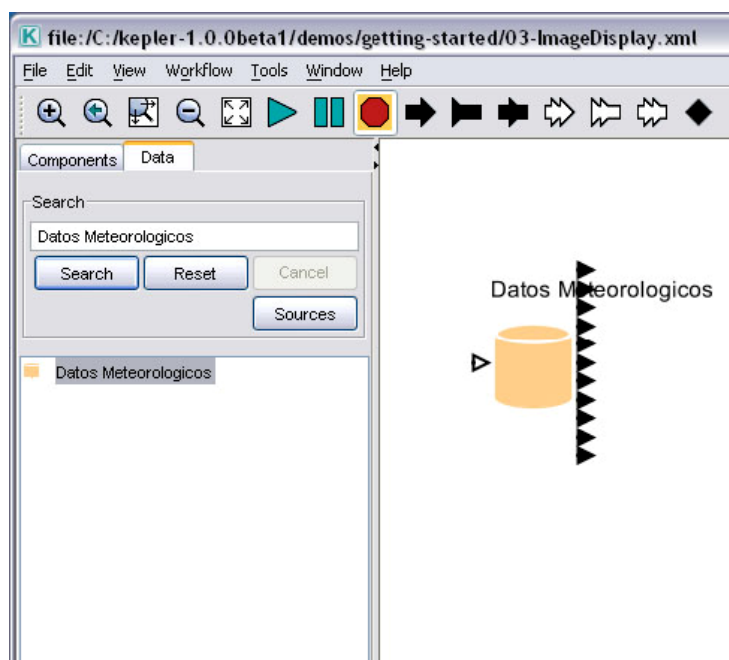 file:/C:/kepler-1.0.0beta1/demos/getting-started/03-ImageDisplay.xml
File Edit View Workflow Tools Window Help
Components Data
Search
Datos Meteorologicos
Search Reset Cancel
Sources
Datos Meteorologicos
Datos Meteorologicos